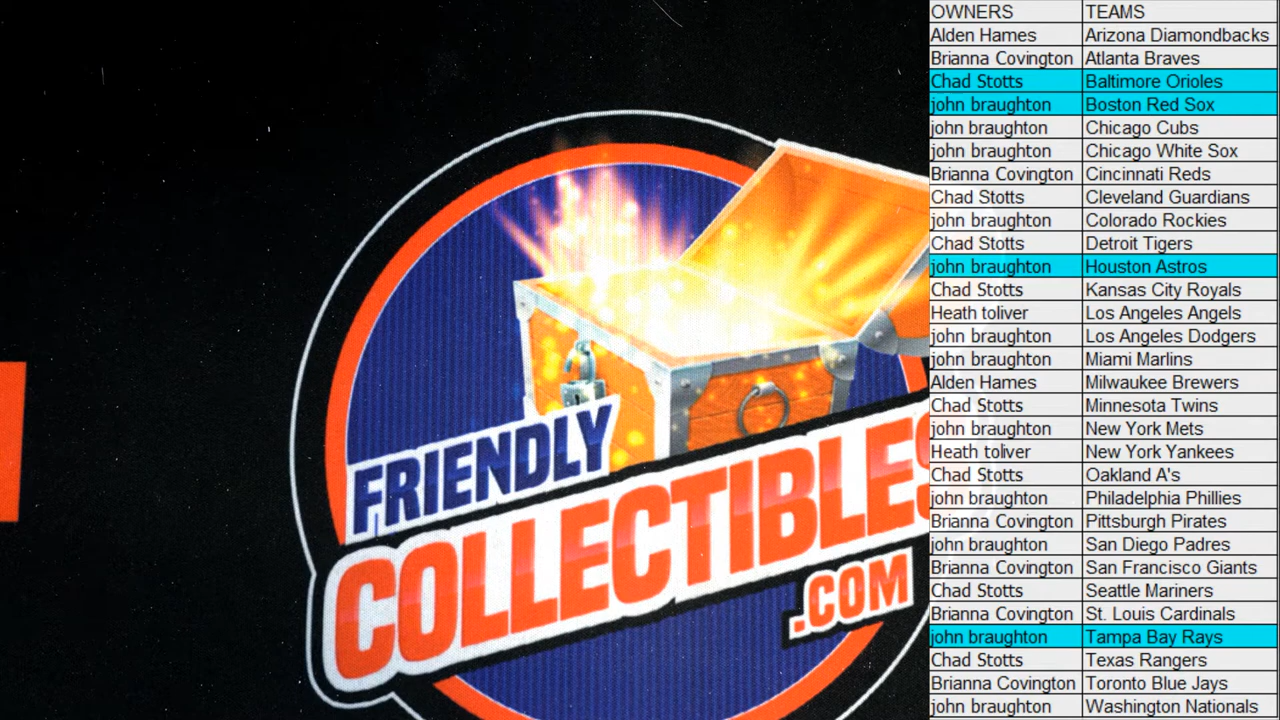 FRIENDLY
COLLECTIBLES
.COM
OWNERS TEAMS
Alden Hames Arizona Diamondbacks
Brianna Covington Atlanta Braves
Chad Stotts Baltimore Orioles
john braughton Boston Red Sox
john braughton Chicago Cubs
john braughton Chicago White Sox
Brianna Covington Cincinnati Reds
Chad Stotts Cleveland Guardians
john braughton Colorado Rockies
Chad Stotts Detroit Tigers
john braughton Houston Astros
Chad Stotts Kansas City Royals
Heath toliver Los Angeles Angels
john braughton Los Angeles Dodgers
john braughton Miami Marlins
Alden Hames Milwaukee Brewers
Chad Stotts Minnesota Twins
john braughton New York Mets
Heath toliver New York Yankees
Chad Stotts Oakland A's
john braughton Philadelphia Phillies
Brianna Covington Pittsburgh Pirates
john braughton San Diego Padres
Brianna Covington San Francisco Giants
Chad Stotts Seattle Mariners
Brianna Covington St. Louis Cardinals
john braughton Tampa Bay Rays
Chad Stotts Texas Rangers
Brianna Covington Toronto Blue Jays
john braughton Washington Nationals